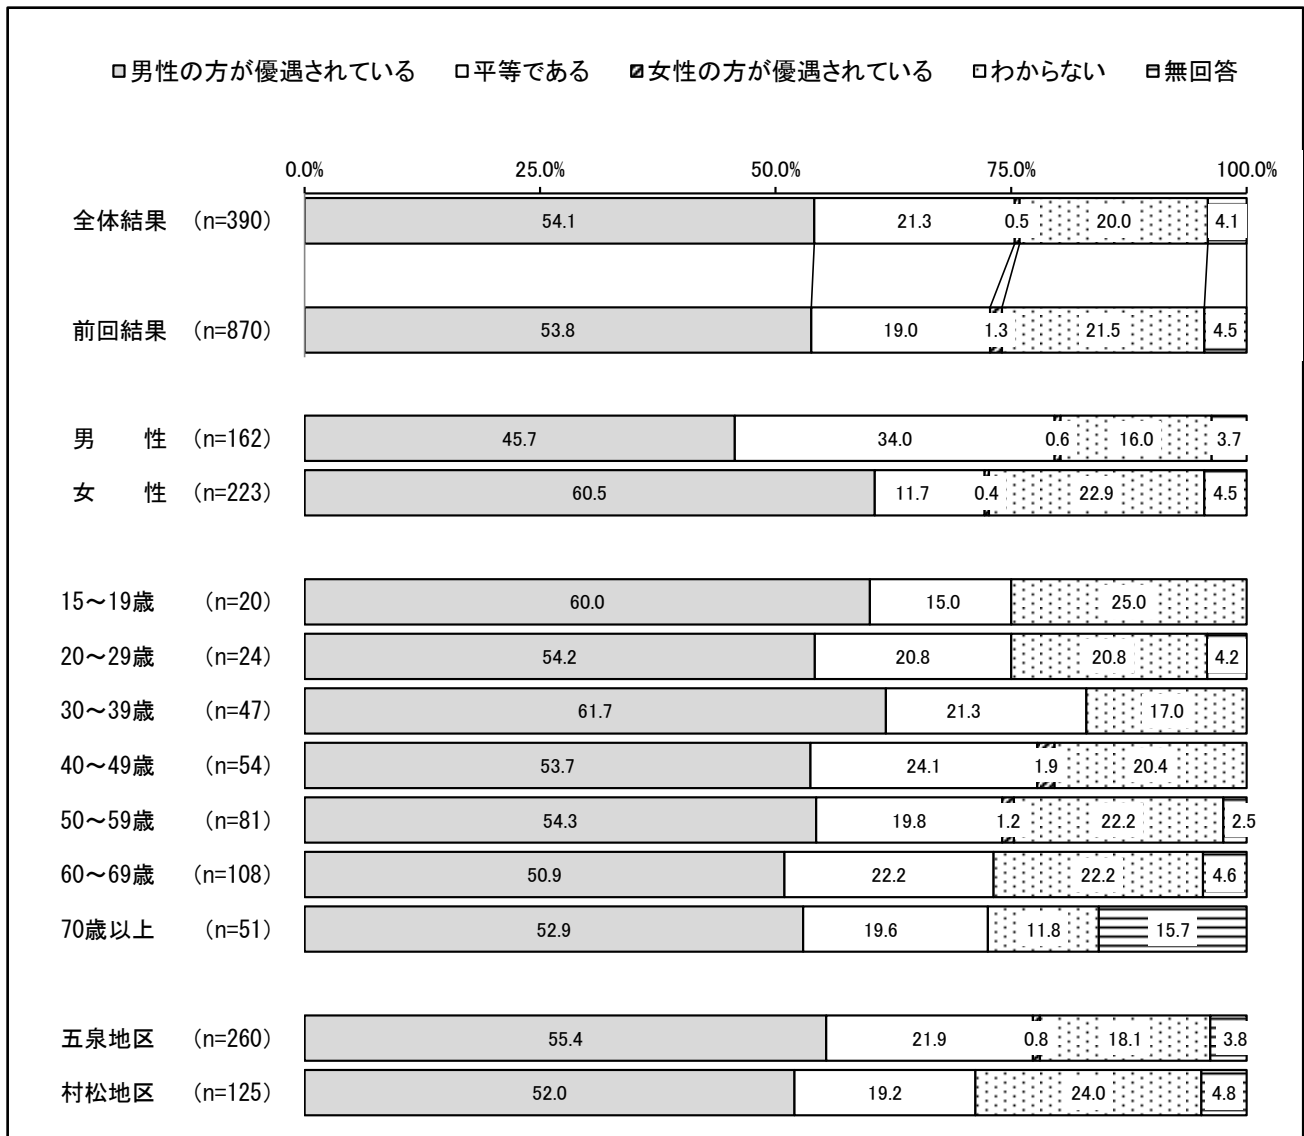 男性の方が優遇されている 平等である 女性の方が優遇されている わからない 無回答
0.0% 25.0% 50.0% 75.0% 100.0%
全体結果 (n=390) 54.1 21.3 0.5 20.0 4.1
前回結果 (n=870) 53.8 19.0 1.3 21.5 4.5
男 性 (n=162) 45.7 34.0 0.6 16.0 3.7
女 性 (n=223) 60.5 11.7 0.4 22.9 4.5
15～19歳 (n=20) 60.0 15.0 25.0
20～29歳 (n=24) 54.2 20.8 20.8 4.2
30～39歳 (n=47) 61.7 21.3 17.0
40～49歳 (n=54) 53.7 24.1 1.9 20.4
50～59歳 (n=81) 54.3 19.8 1.2 22.2 2.5
60～69歳 (n=108) 50.9 22.2 22.2 4.6
70歳以上 (n=51) 52.9 19.6 11.8 15.7
五泉地区 (n=260) 55.4 21.9 0.8 18.1 3.8
村松地区 (n=125) 52.0 19.2 24.0 4.8